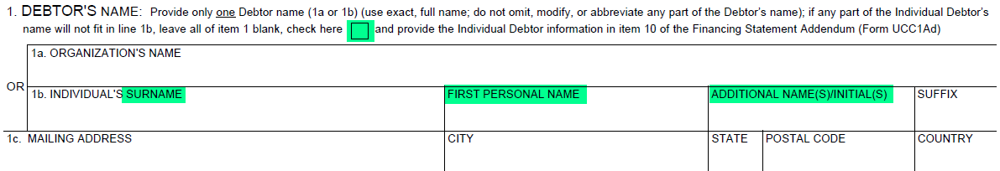 1. DEBTOR'S NAME: Provide only one Debtor name (1a or 1b) (use exact, full name; do not omit, modify, or abbreviate any part of the Debtor's name); if any part of the Individual Debtor's
name will not fit in line 1b, leave all of item 1 blank, check here and provide the Individual Debtor information in item 10 of the Financing Statement Addendum (Form UCC1Ad)
1a. ORGANIZATION'S NAME
OR
1b. INDIVIDUAL'S SURNAME FIRST PERSONAL NAME ADDITIONAL NAME(S)/INITIAL(S) SUFFIX
1c. MAILING ADDRESS CITY STATE POSTAL CODE COUNTRY